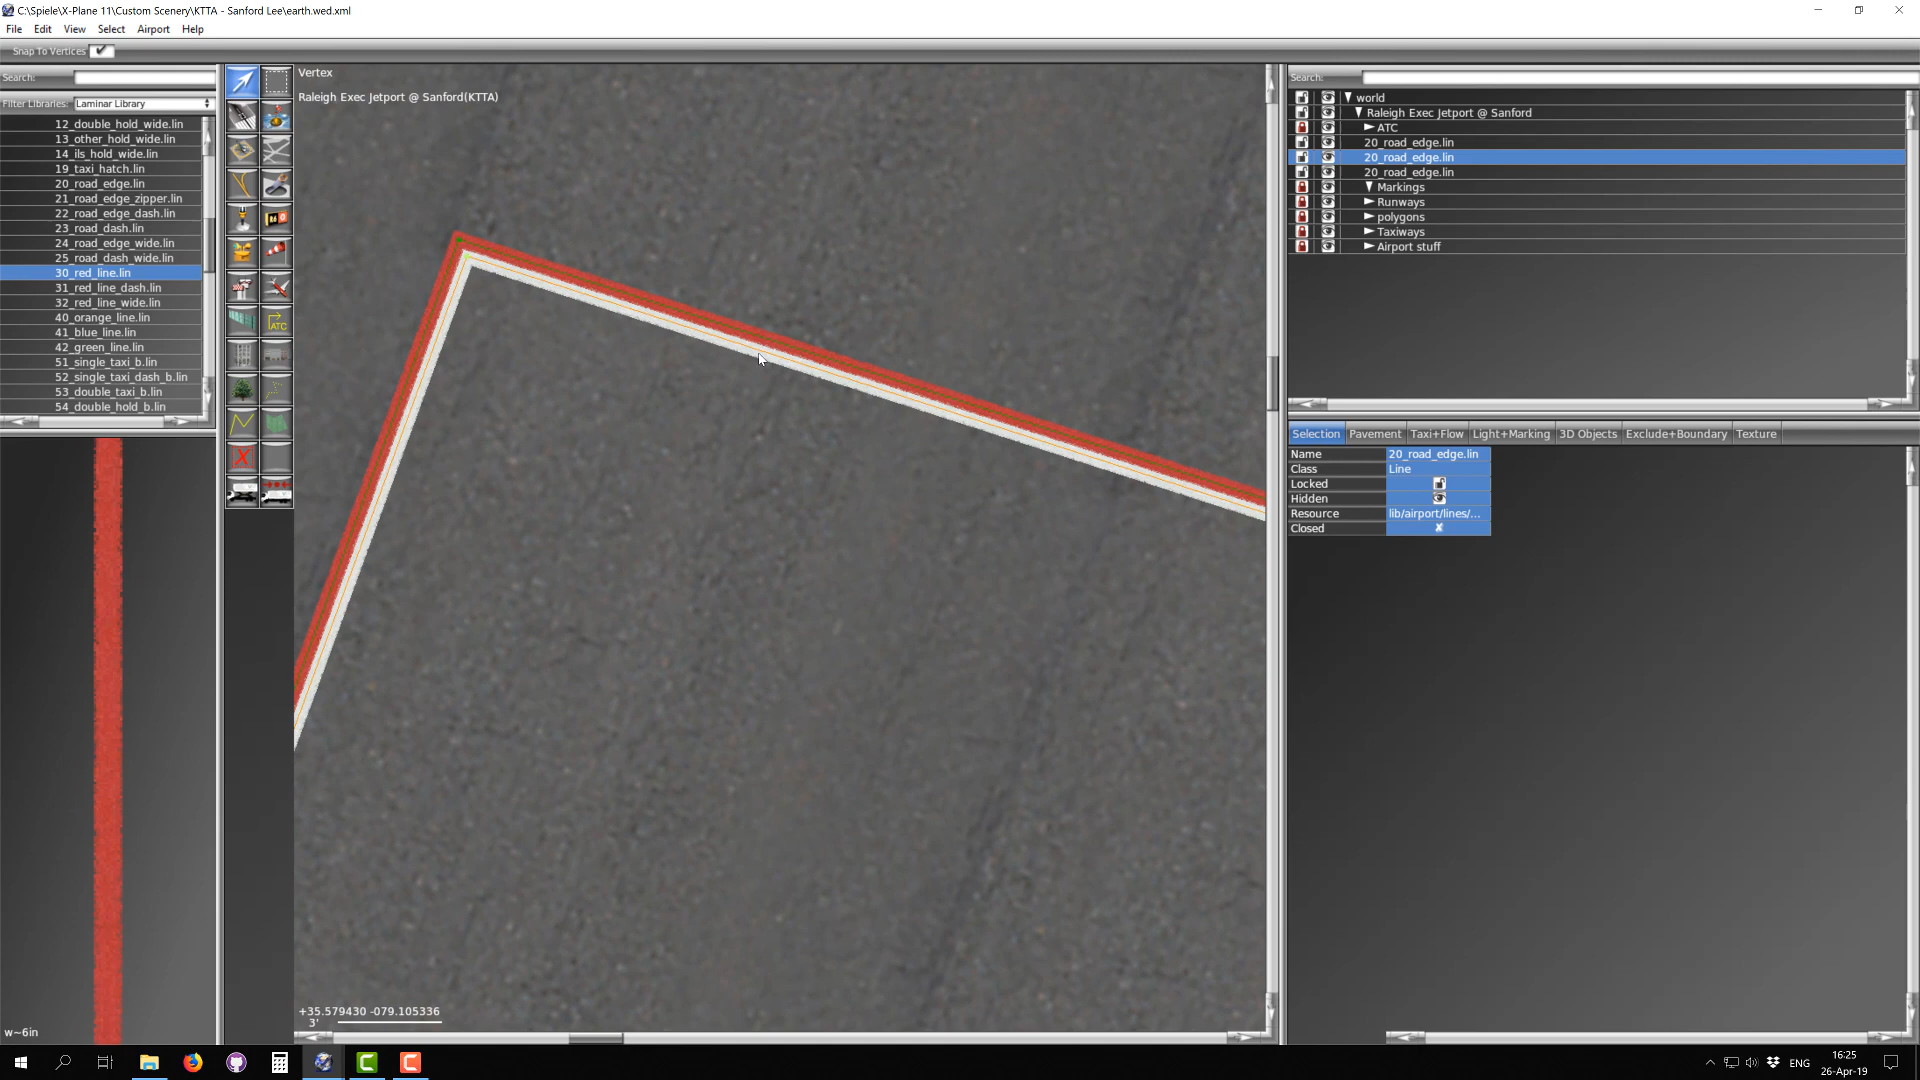 C:\Spiele\X-Plane 11\Custom Scenery\KTTA - Sanford Lee\earth.wed.xml
File Edit View Select Airport Help
Snap To Vertices
Search:
Filter Libraries: Laminar Library
12_double_hold_wide.lin
13_other_hold_wide.lin
14_ils_hold_wide.lin
19_taxi_hatch.lin
20_road_edge.lin
21_road_edge_zipper.lin
22_road_edge_dash.lin
23_road_dash.lin
24_road_edge_wide.lin
25_road_dash_wide.lin
30_red_line.lin
31_red_line_dash.lin
32_red_line_wide.lin
40_orange_line.lin
41_blue_line.lin
42_green_line.lin
51_single_taxi_b.lin
52_single_taxi_dash_b.lin
53_double_taxi_b.lin
54_double_hold_b.lin
w~6in
ATC
Vertex
Raleigh Exec Jetport @ Sanford(KTTA)
+35.579430 -079.105336
3'
Search:
world
Raleigh Exec Jetport @ Sanford
ATC
20_road_edge.lin
20_road_edge.lin
20_road_edge.lin
Markings
Runways
polygons
Taxiways
Airport stuff
Selection Pavement Taxi+Flow Light+Marking 3D Objects Exclude+Boundary Texture
Name 20_road_edge.lin
Class Line
Locked
Hidden
Resource lib/airport/lines/...
Closed
ENG
16:25
26-Apr-19